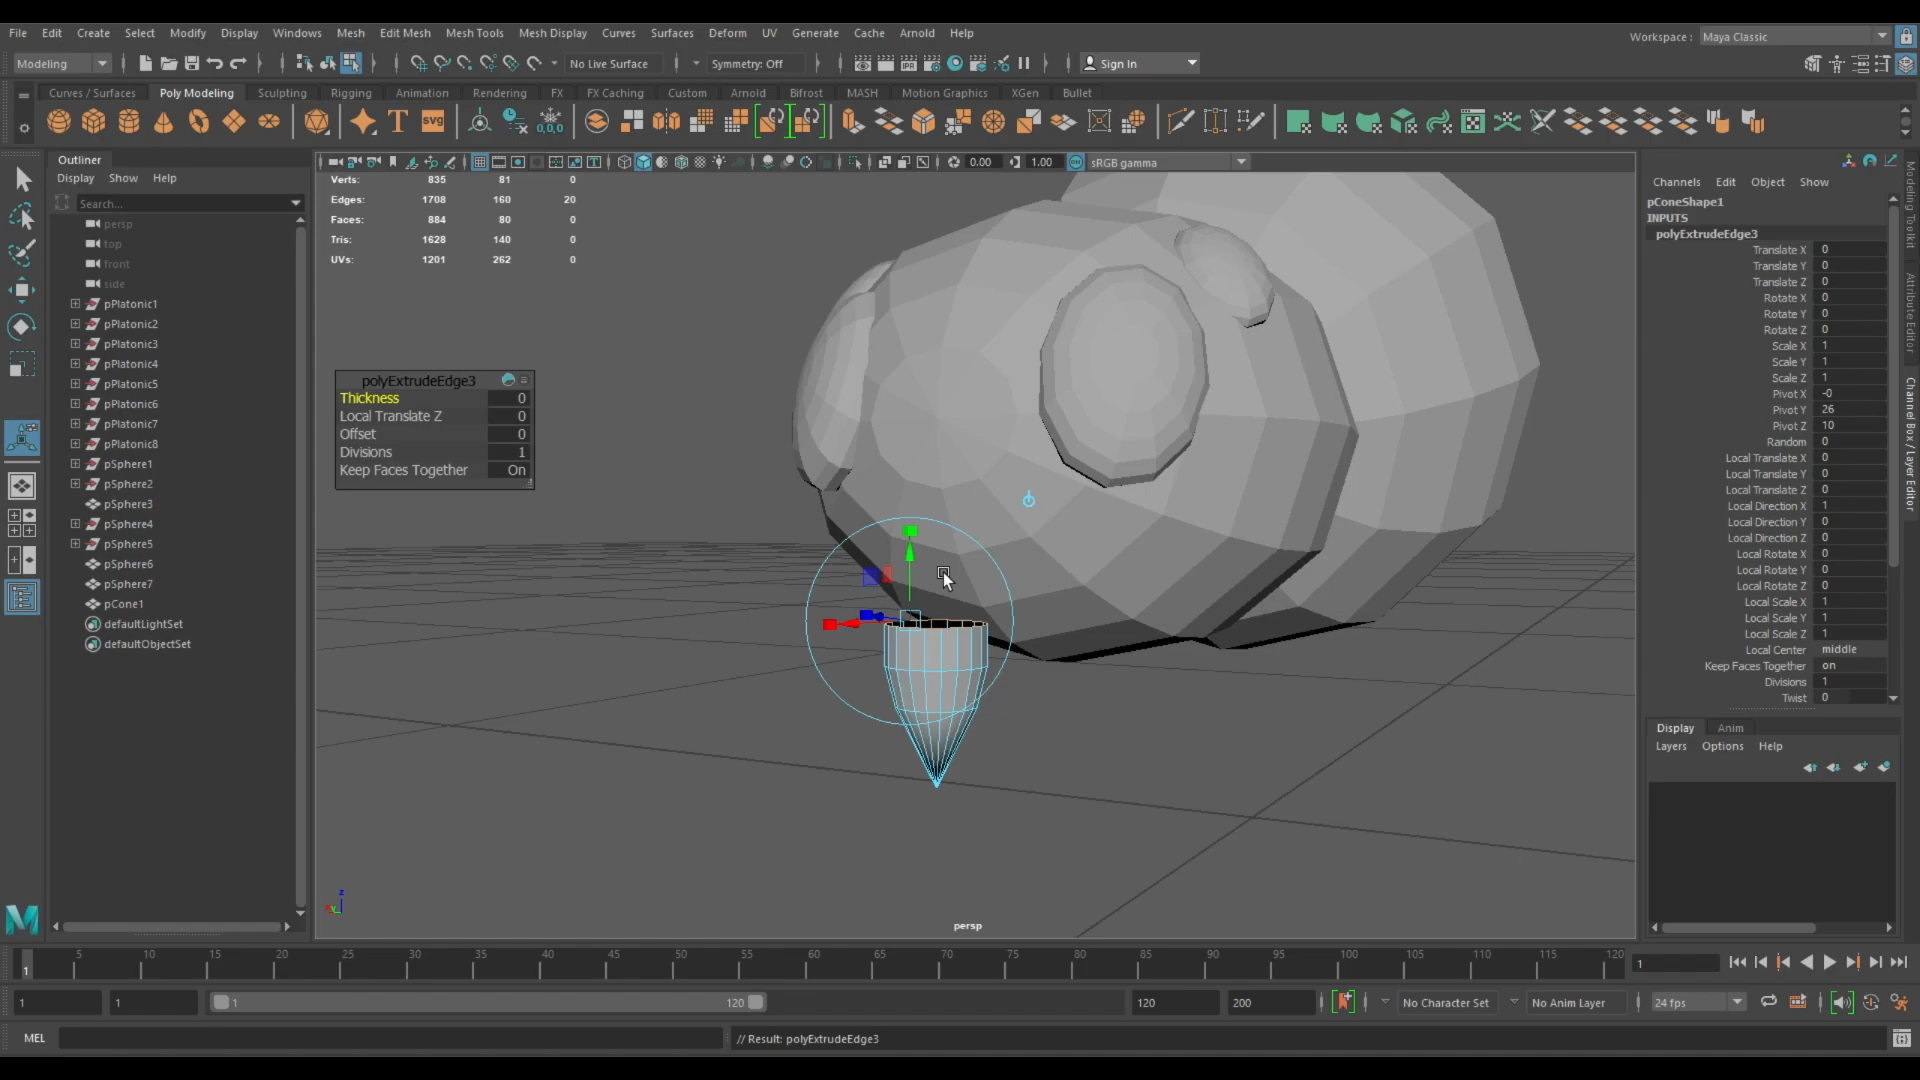 File Edit Create Select Modify Display Windows Mesh Edit Mesh Mesh Tools Mesh Display Curves Surfaces Deform UV Generate Cache Arnold Help
Workspace : Maya Classic
Modeling No Live Surface Symmetry: Off Sign In
Curves / Surfaces Poly Modeling Sculpting Rigging Animation Rendering FX FX Caching Custom Arnold Bifrost MASH Motion Graphics XGen Bullet
Outliner
Display Show Help
Search...
persp
top
front
side
pPlatonic1
pPlatonic2
pPlatonic3
pPlatonic4
pPlatonic5
pPlatonic6
pPlatonic7
pPlatonic8
pSphere1
pSphere2
pSphere3
pSphere4
pSphere5
pSphere6
pSphere7
pCone1
defaultLightSet
defaultObjectSet
0.00 1.00 sRGB gamma
Verts: 835 81 0
Edges: 1708 160 20
Faces: 884 80 0
Tris: 1628 140 0
UVs: 1201 262 0
polyExtrudeEdge3
Thickness 0
Local Translate Z 0
Offset 0
Divisions 1
Keep Faces Together On
persp
Channels Edit Object Show
pConeShape1
INPUTS
polyExtrudeEdge3
Translate X 0
Translate Y 0
Translate Z 0
Rotate X 0
Rotate Y 0
Rotate Z 0
Scale X 1
Scale Y 1
Scale Z 1
Pivot X -0
Pivot Y 26
Pivot Z 10
Random 0
Local Translate X 0
Local Translate Y 0
Local Translate Z 0
Local Direction X 1
Local Direction Y 0
Local Direction Z 0
Local Rotate X 0
Local Rotate Y 0
Local Rotate Z 0
Local Scale X 1
Local Scale Y 1
Local Scale Z 1
Local Center middle
Keep Faces Together on
Divisions 1
Twist 0
Display Anim
Layers Options Help
Modeling Toolkit
Attribute Editor
Channel Box / Layer Editor
1 5 10 15 20 25 30 35 40 45 50 55 60 65 70 75 80 85 90 95 100 105 110 115 120 1
1 1 1 120 120 200 No Character Set No Anim Layer 24 fps
MEL // Result: polyExtrudeEdge3